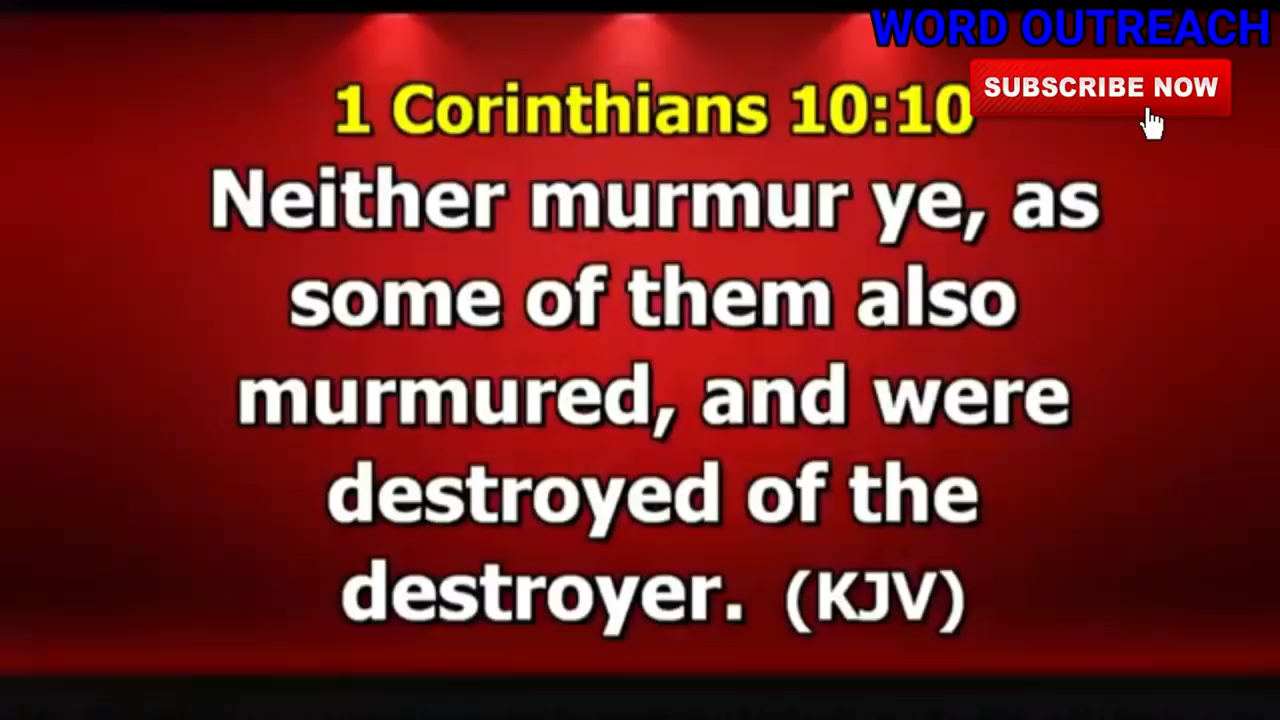 WORD OUTREACH
SUBSCRIBE NOW
1 Corinthians 10:10
Neither murmur ye, as
some of them also
murmured, and were
destroyed of the
destroyer. (KJV)